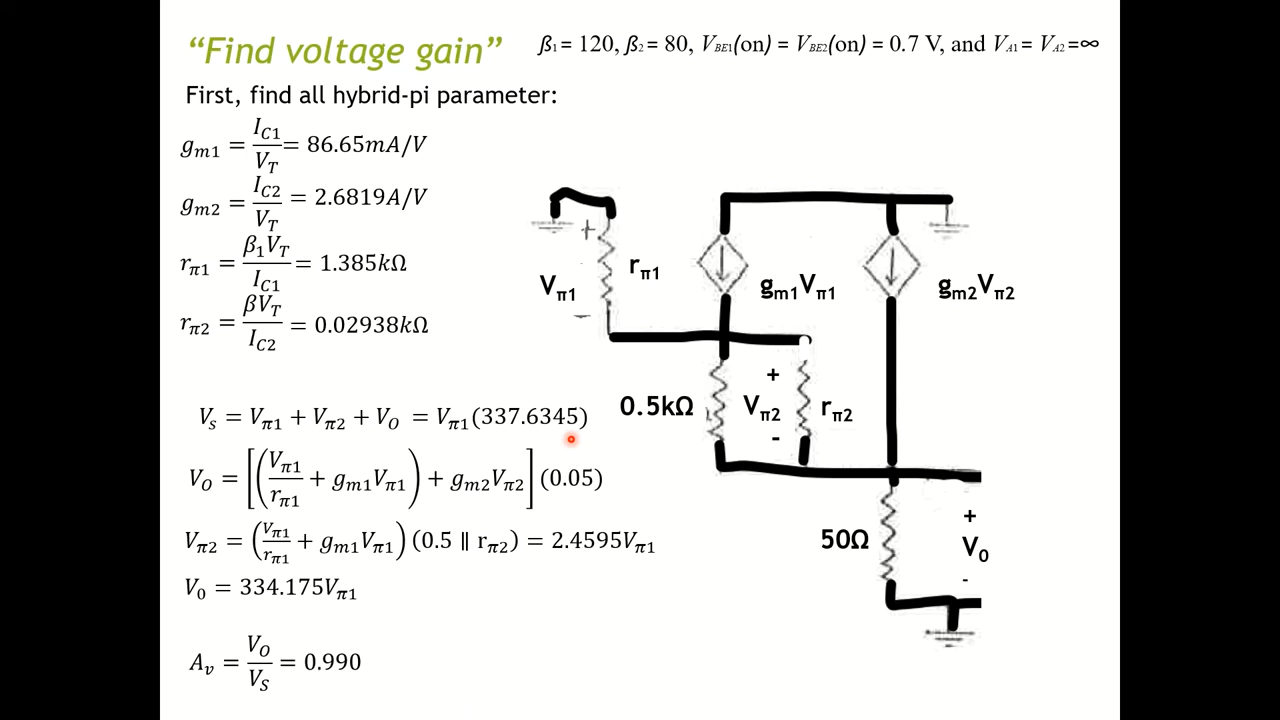 “Find voltage gain”
ß1 = 120, ß2 = 80, VBE1(on) = VBE2(on) = 0.7 V, and VA1 = VA2 =∞
First, find all hybrid-pi parameter:
gm1 = IC1/VT = 86.65mA/V
gm2 = IC2/VT = 2.6819A/V
rπ1 = β1VT/IC1 = 1.385kΩ
rπ2 = βVT/IC2 = 0.02938kΩ
Vs = Vπ1 + Vπ2 + VO = Vπ1(337.6345)
VO = [(Vπ1/rπ1 + gm1Vπ1) + gm2Vπ2] (0.05)
Vπ2 = (vπ1/rπ1 + gm1Vπ1) (0.5 ∥ rπ2) = 2.4595Vπ1
V0 = 334.175Vπ1
Av = VO/VS = 0.990
+
Vπ1
–
rπ1
gm1Vπ1
gm2Vπ2
0.5kΩ
+
Vπ2
-
rπ2
50Ω
+
V0
-